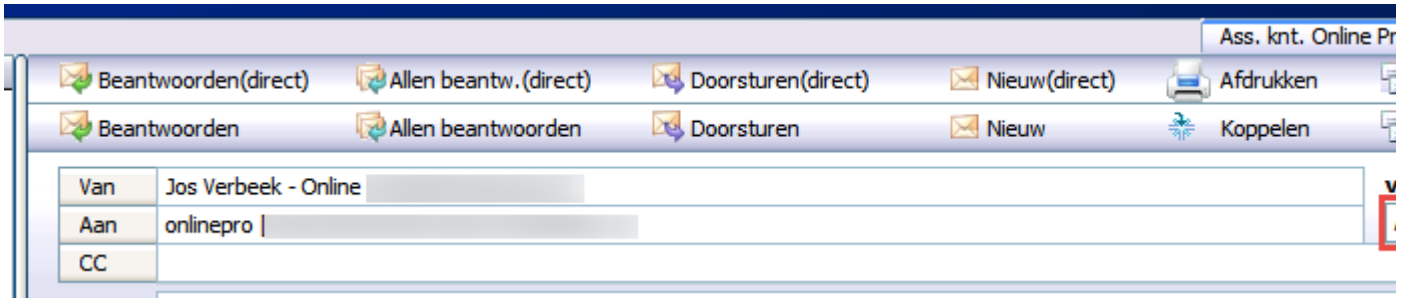 Ass. knt. Online Pr
Beantwoorden(direct) Allen beantw.(direct) Doorsturen(direct) Nieuw(direct) Afdrukken
Beantwoorden Allen beantwoorden Doorsturen Nieuw Koppelen
Van Jos Verbeek - Online
Aan onlinepro |
CC